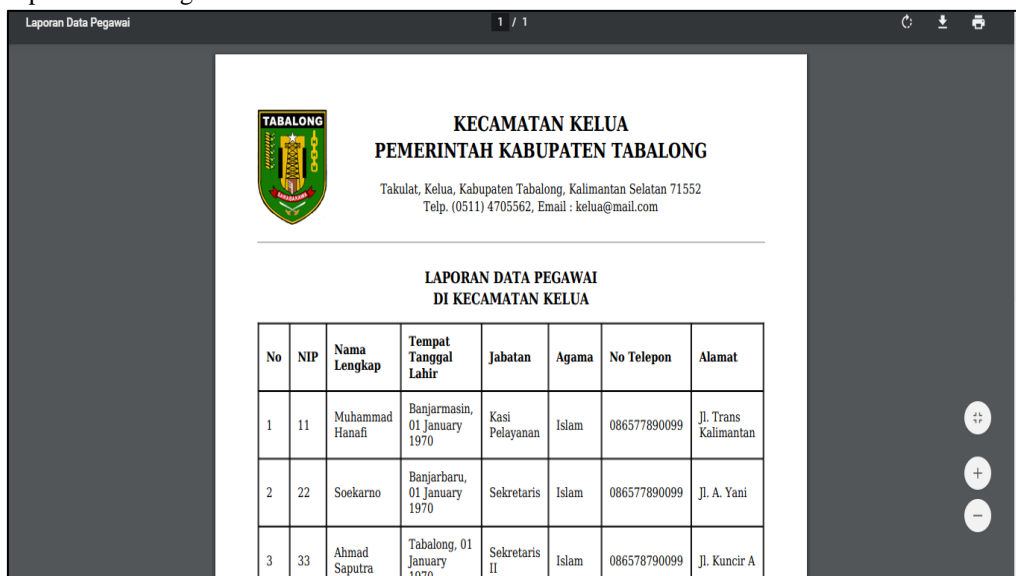 Laporan Data Pegawai
1 / 1
TABALONG
SARABAKAWA
KECAMATAN KELUA
PEMERINTAH KABUPATEN TABALONG
Takulat, Kelua, Kabupaten Tabalong, Kalimantan Selatan 71552
Telp. (0511) 4705562, Email : kelua@mail.com
LAPORAN DATA PEGAWAI
DI KECAMATAN KELUA
No NIP Nama Lengkap Tempat Tanggal Lahir Jabatan Agama No Telepon Alamat
1 11 Muhammad Hanafi Banjarmasin, 01 January 1970 Kasi Pelayanan Islam 086577890099 Jl. Trans Kalimantan
2 22 Soekarno Banjarbaru, 01 January 1970 Sekretaris Islam 086577890099 Jl. A. Yani
3 33 Ahmad Saputra Tabalong, 01 January 1970 Sekretaris II Islam 086578790099 Jl. Kuncir A